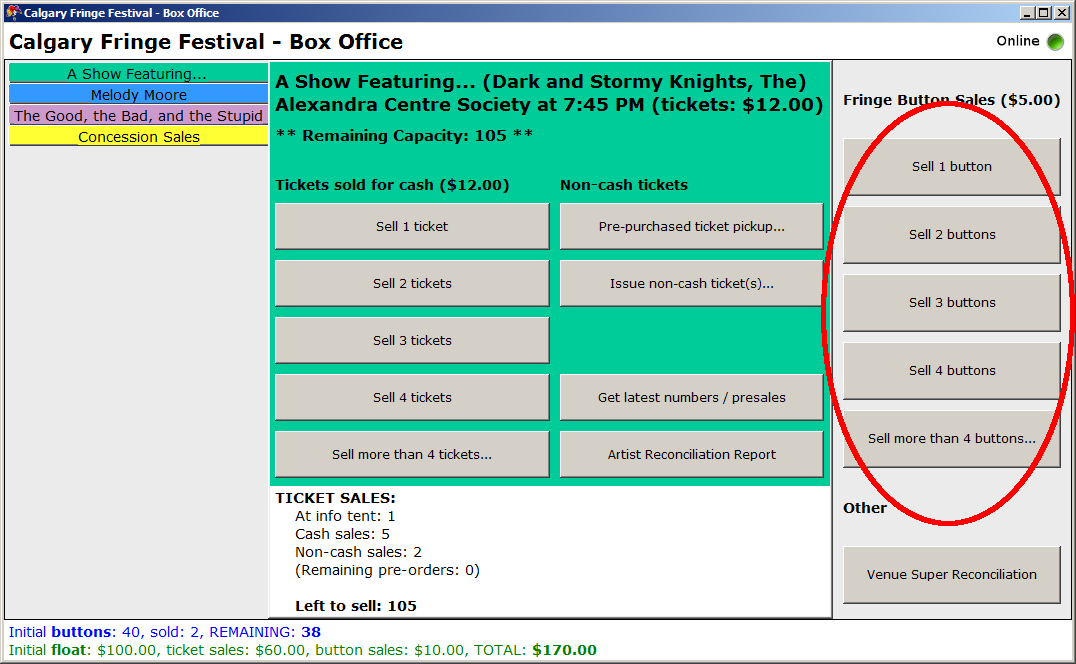 Calgary Fringe Festival - Box Office
Calgary Fringe Festival - Box Office
Online
A Show Featuring...
Melody Moore
The Good, the Bad, and the Stupid
Concession Sales
A Show Featuring... (Dark and Stormy Knights, The)
Alexandra Centre Society at 7:45 PM (tickets: $12.00)
** Remaining Capacity: 105 **
Tickets sold for cash ($12.00)
Sell 1 ticket
Sell 2 tickets
Sell 3 tickets
Sell 4 tickets
Sell more than 4 tickets...
Non-cash tickets
Pre-purchased ticket pickup...
Issue non-cash ticket(s)...
Get latest numbers / presales
Artist Reconciliation Report
TICKET SALES:
At info tent: 1
Cash sales: 5
Non-cash sales: 2
(Remaining pre-orders: 0)
Left to sell: 105
Fringe Button Sales ($5.00)
Sell 1 button
Sell 2 buttons
Sell 3 buttons
Sell 4 buttons
Sell more than 4 buttons...
Other
Venue Super Reconciliation
Initial buttons: 40, sold: 2, REMAINING: 38
Initial float: $100.00, ticket sales: $60.00, button sales: $10.00, TOTAL: $170.00